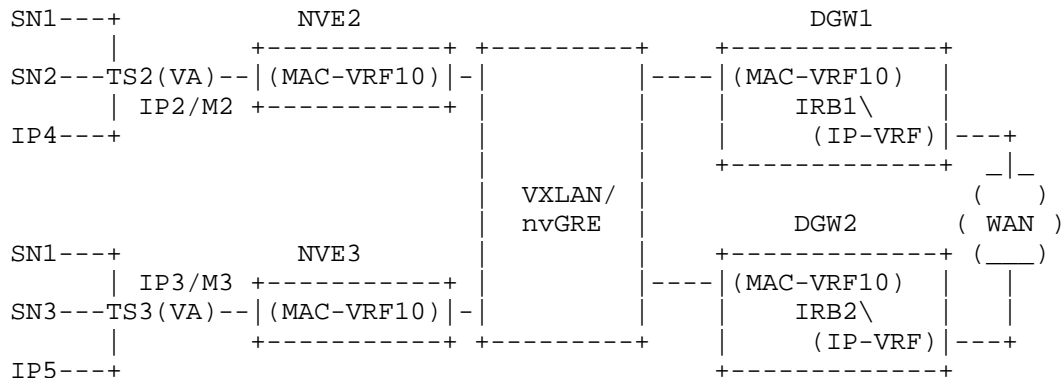 SN1---+ NVE2 DGW1
| +-----------+ +---------+ +-------------+
SN2---TS2(VA)--|(MAC-VRF10)|-| |----|(MAC-VRF10) |
| IP2/M2 +-----------+ | | | IRB1\ |
IP4---+ | | | (IP-VRF)|---+
| | +-------------+ _|_
| VXLAN/ | ( )
| nvGRE | DGW2 ( WAN )
SN1---+ NVE3 | | +-------------+ (___)
| IP3/M3 +-----------+ | |----|(MAC-VRF10) | |
SN3---TS3(VA)--|(MAC-VRF10)|-| | | IRB2\ | |
| +-----------+ +---------+ | (IP-VRF)|---+
IP5---+ +-------------+